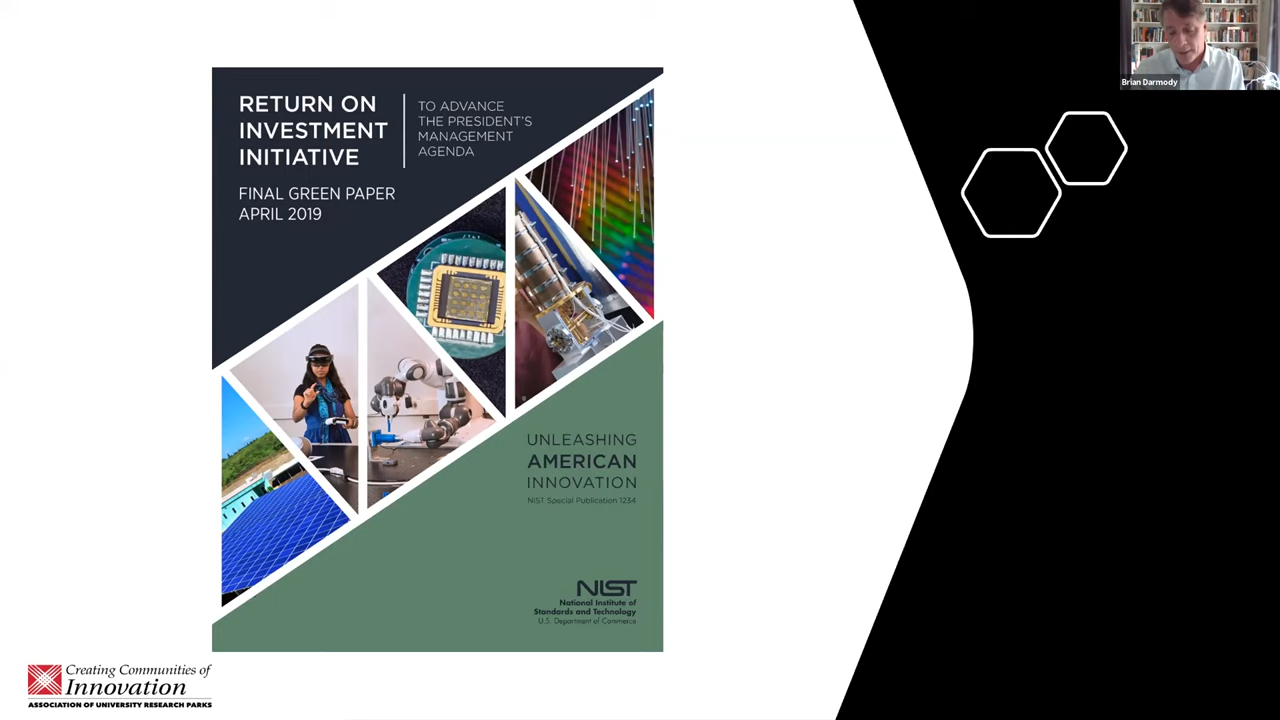 RETURN ON
INVESTMENT
INITIATIVE
TO ADVANCE
THE PRESIDENT'S
MANAGEMENT
AGENDA
FINAL GREEN PAPER
APRIL 2019
UNLEASHING
AMERICAN
INNOVATION
NIST Special Publication 1234
NIST
National Institute of
Standards and Technology
U.S. Department of Commerce
Creating Communities of
Innovation
ASSOCIATION OF UNIVERSITY RESEARCH PARKS
Brian Darmody